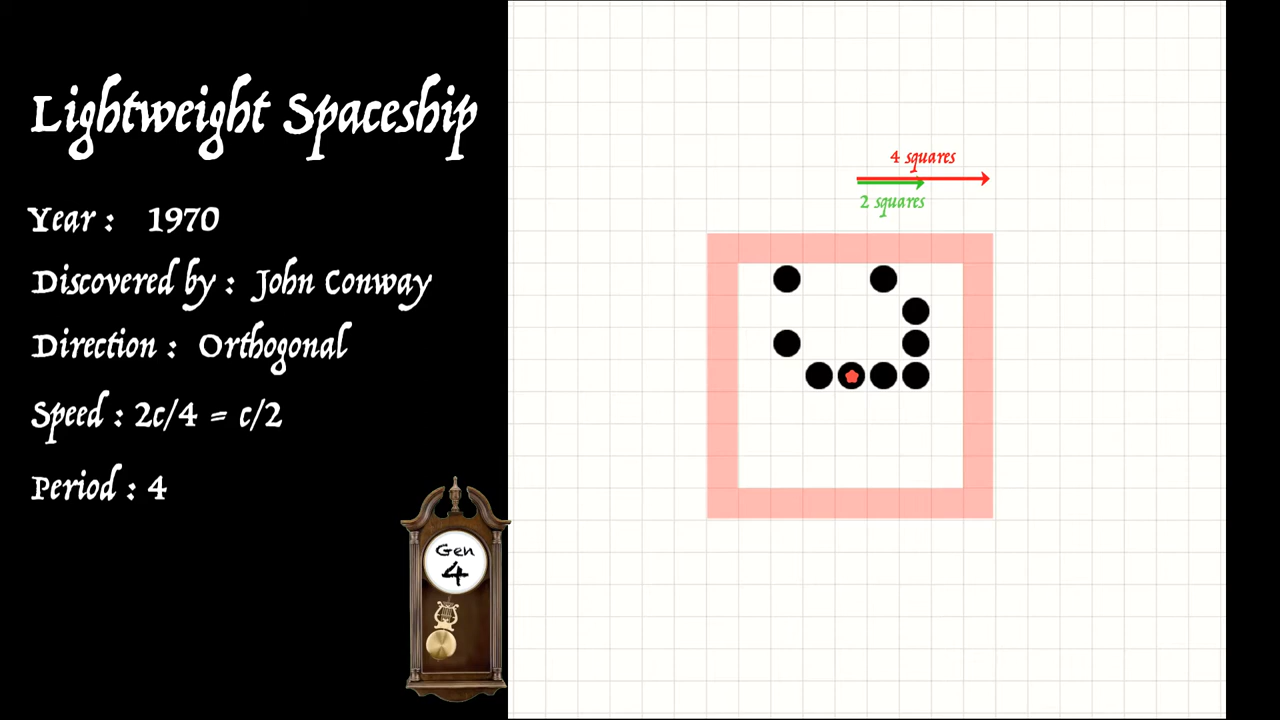 Lightweight Spaceship
Year : 1970
Discovered by : John Conway
Direction : Orthogonal
Speed : 2c/4 = c/2
Period : 4
Gen
4
4 squares
2 squares